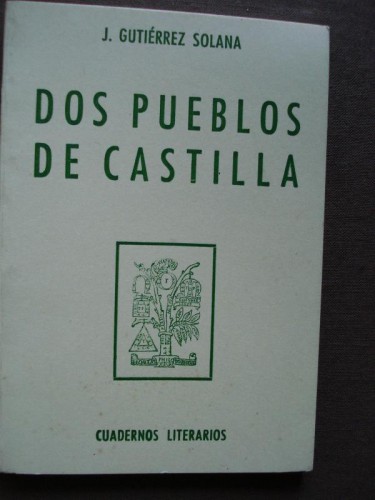 J. GUTIÉRREZ SOLANA
DOS PUEBLOS
DE CASTILLA
CUADERNOS LITERARIOS